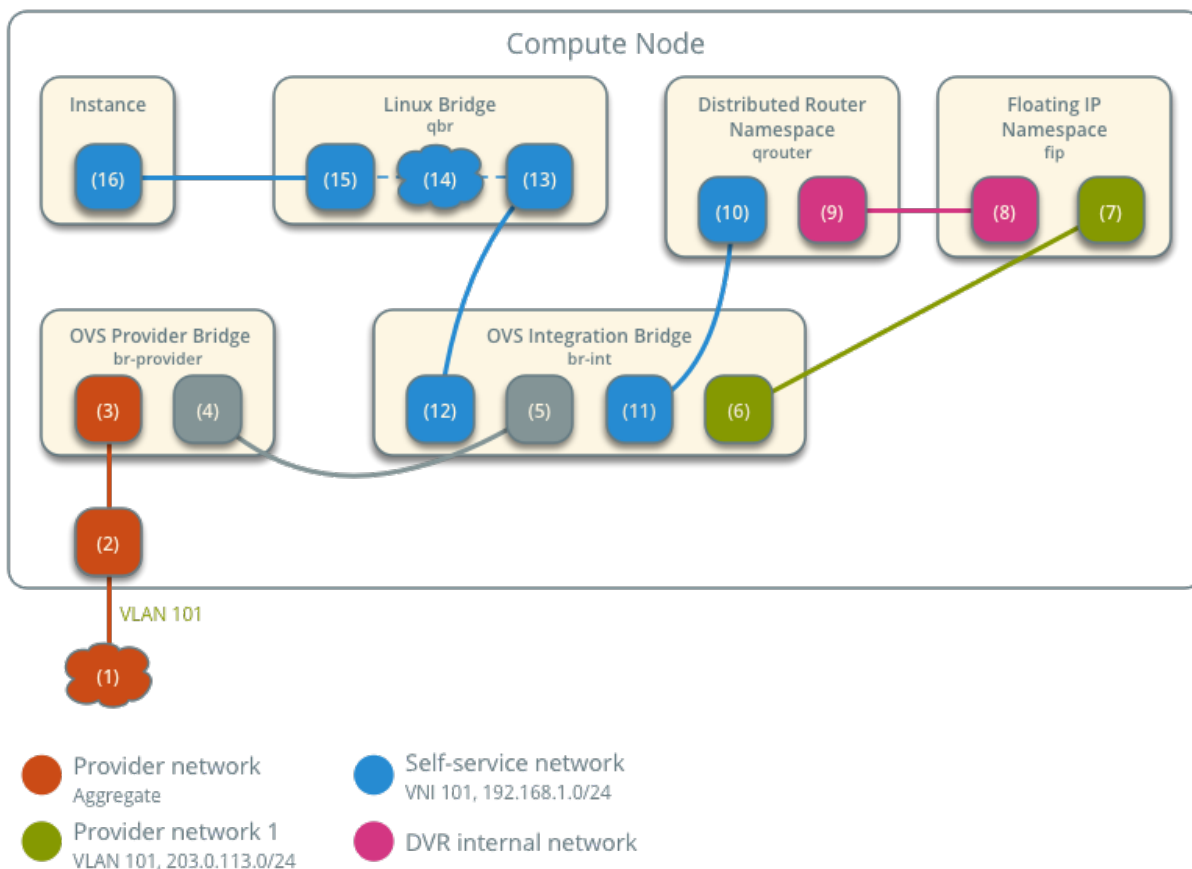 Compute Node
Instance
Linux Bridge
qbr
Distributed Router
Namespace
qrouter
Floating IP
Namespace
fip
(16)
(15)
(14)
(13)
(10)
(9)
(8)
(7)
OVS Provider Bridge
br-provider
OVS Integration Bridge
br-int
(3)
(4)
(12)
(5)
(11)
(6)
(2)
VLAN 101
(1)
Provider network
Aggregate
Self-service network
VNI 101, 192.168.1.0/24
Provider network 1
VLAN 101, 203.0.113.0/24
DVR internal network